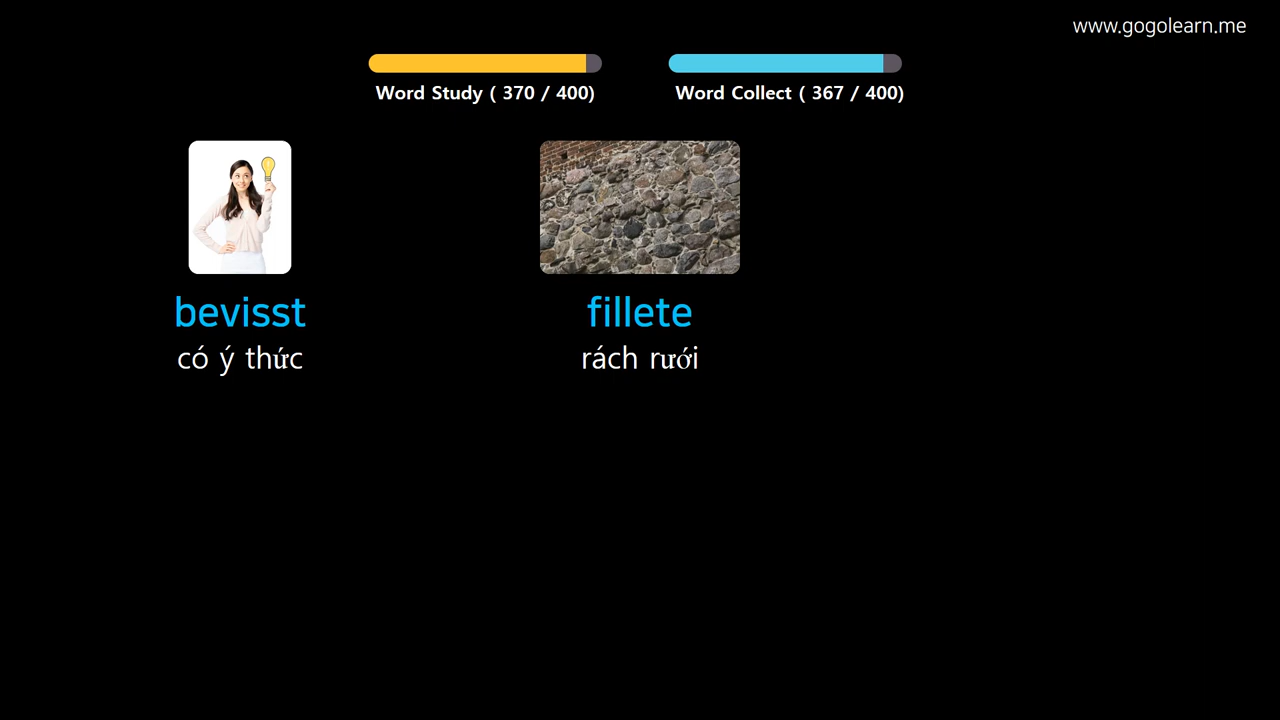 www.gogolearn.me
Word Study ( 370 / 400)
Word Collect ( 367 / 400)
bevisst
fillete
có ý thức
rách rưới